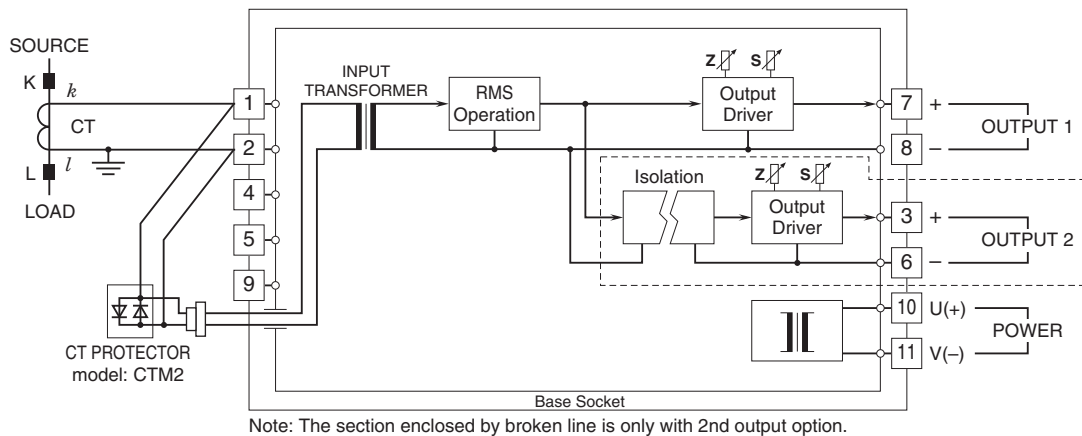 SOURCE
K
k
CT
L
l
LOAD
1
2
4
5
9
CT PROTECTOR
model: CTM2
INPUT
TRANSFORMER
RMS
Operation
Z
S
Output
Driver
Isolation
Z
S
Output
Driver
7
+
8
–
OUTPUT 1
3
+
6
–
OUTPUT 2
10
U(+)
11
V(–)
POWER
Base Socket
Note: The section enclosed by broken line is only with 2nd output option.